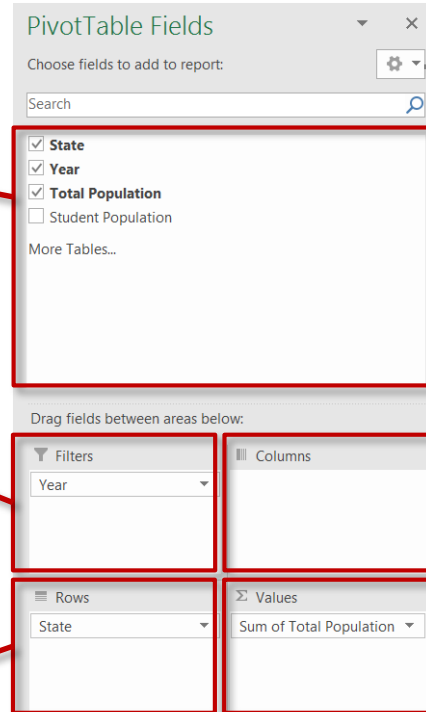 PivotTable Fields
Choose fields to add to report:
Search
State
Year
Total Population
Student Population
More Tables...
Drag fields between areas below:
Filters
Columns
Year
Rows
Σ Values
State
Sum of Total Population